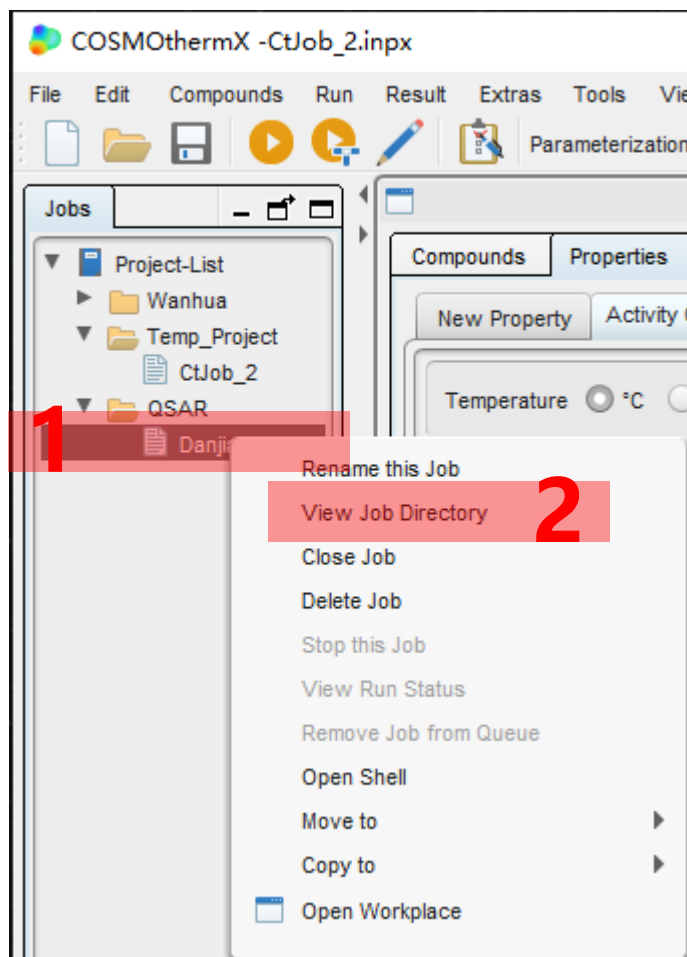 COSMOthermX -CtJob_2.inpx
File Edit Compounds Run Result Extras Tools
Parameterization
Jobs
Compounds Properties
Project-List
Wanhua
New Property Activity
Temp_Project
CtJob_2
Temperature °C
QSAR
1
Rename this Job
View Job Directory
2
Close Job
Delete Job
Stop this Job
View Run Status
Remove Job from Queue
Open Shell
Move to
Copy to
Open Workplace